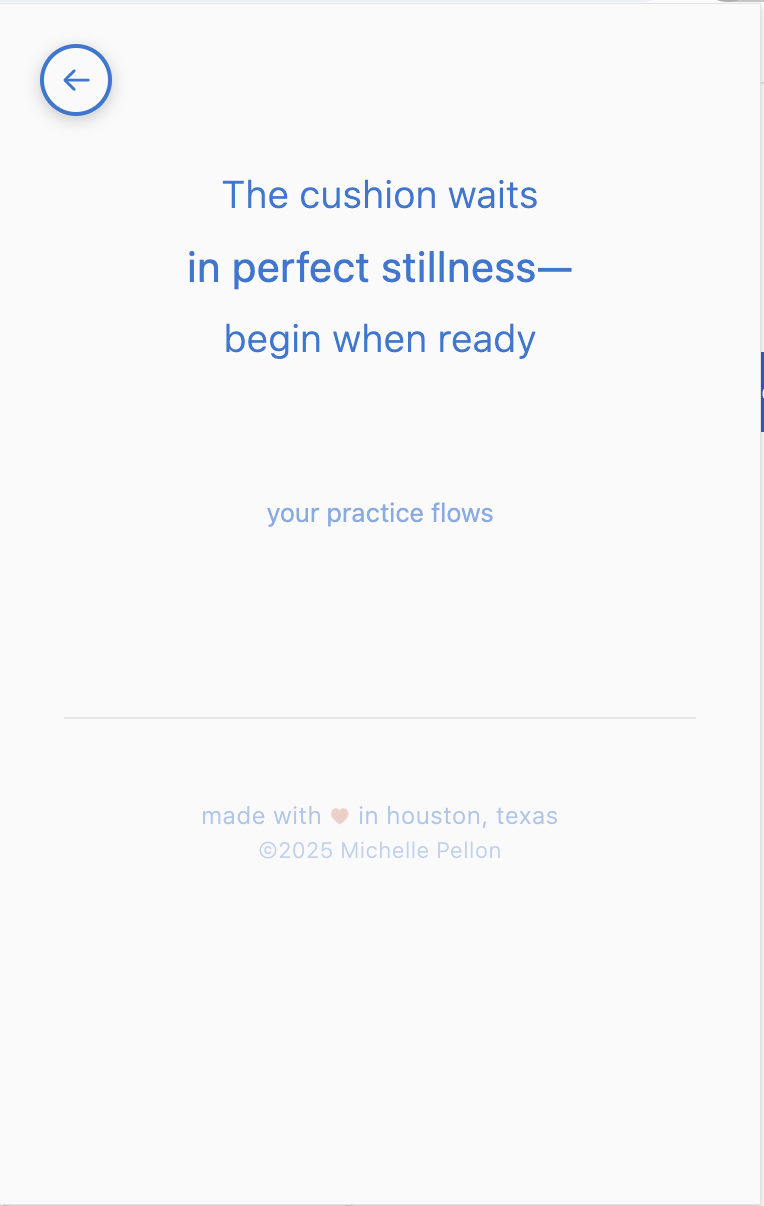 The cushion waits
in perfect stillness—
begin when ready
your practice flows
made with ❤️ in houston, texas
©2025 Michelle Pellon